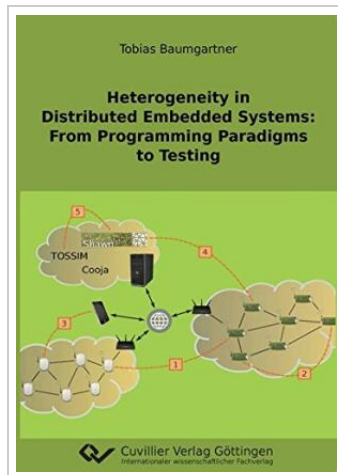 Tobias Baumgartner
Heterogeneity in
Distributed Embedded Systems:
From Programming Paradigms
to Testing
5
Shawn
TOSSIM
Cooja
4
3
1
2
Cuvillier Verlag Göttingen
Internationaler wissenschaftlicher Fachverlag